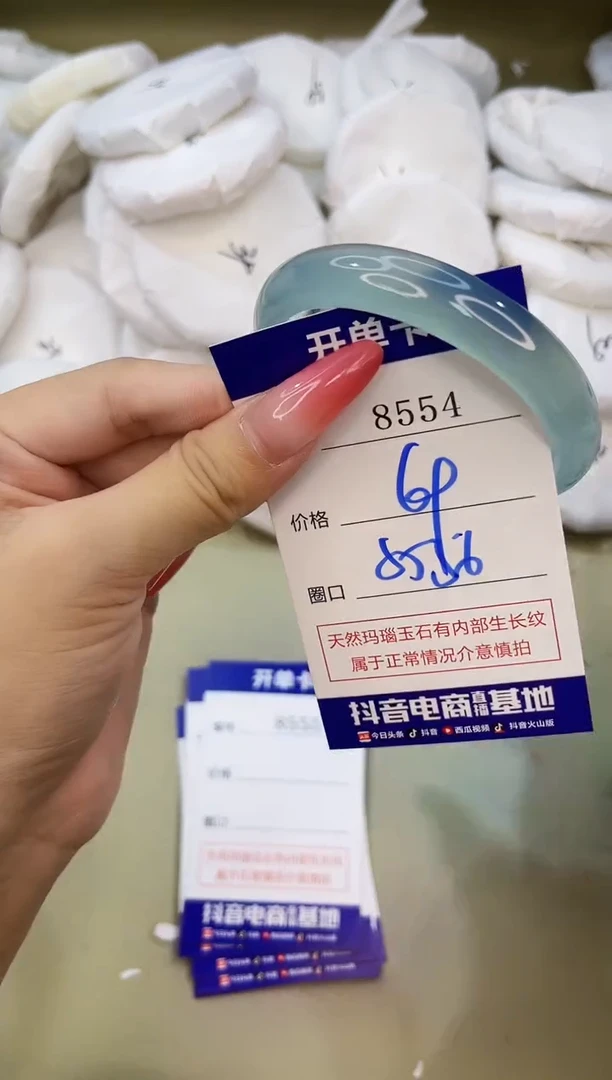 开单卡
8554
价格 69
圈口
天然玛瑙玉石有内部生长纹
属于正常情况介意慎拍
抖音电商直播基地
今日头条 抖音 西瓜视频 抖音火山版
开单卡
抖音电商直播基地